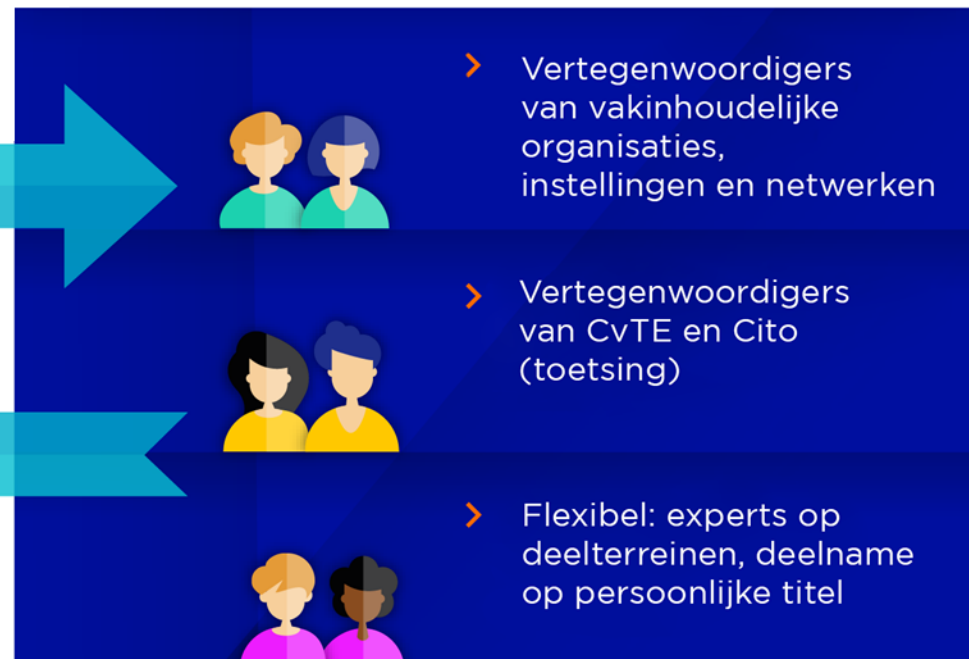 Vertegenwoordigers
van vakinhoudelijke
organisaties,
instellingen en netwerken
Vertegenwoordigers
van CvTE en Cito
(toetsing)
Flexibel: experts op
deelterreinen, deelname
op persoonlijke titel